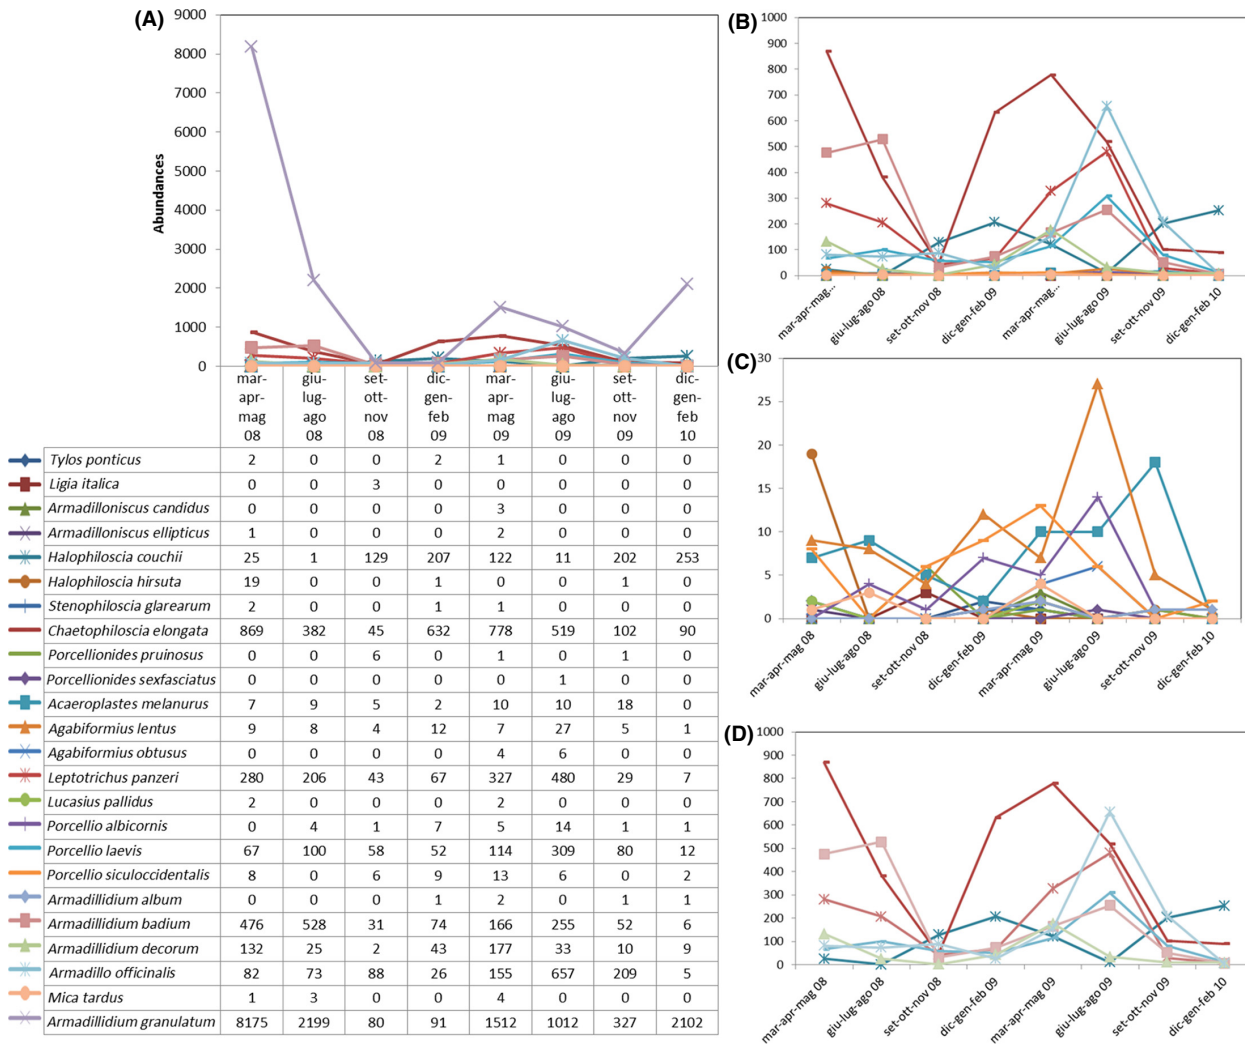 (A)
Abundances
9000
8000
7000
6000
5000
4000
3000
2000
1000
0
mar-apr-mag 08 giu-lug-ago 08 set-ott-nov 08 dic-gen-feb 09 mar-apr-mag 09 giu-lug-ago 09 set-ott-nov 09 dic-gen-feb 10
Tylos ponticus 2 0 0 2 1 0 0 0
Ligia italica 0 0 3 0 0 0 0 0
Armadilloniscus candidus 0 0 0 0 3 0 0 0
Armadilloniscus ellipticus 1 0 0 0 2 0 0 0
Halophiloscia couchii 25 1 129 207 122 11 202 253
Halophiloscia hirsuta 19 0 0 1 0 0 1 0
Stenophiloscia glarearum 2 0 0 1 1 0 0 0
Chaetophiloscia elongata 869 382 45 632 778 519 102 90
Porcellionides pruinosus 0 0 6 0 1 0 1 0
Porcellionides sexfasciatus 0 0 0 0 0 1 0 0
Acaeroplastes melanurus 7 9 5 2 10 10 18 0
Agabiformius lentus 9 8 4 12 7 27 5 1
Agabiformius obtusus 0 0 0 0 4 6 0 0
Leptotrichus panzeri 280 206 43 67 327 480 29 7
Lucasius pallidus 2 0 0 0 2 0 0 0
Porcellio albicornis 0 4 1 7 5 14 1 1
Porcellio laevis 67 100 58 52 114 309 80 12
Porcellio siculoccidentalis 8 0 6 9 13 6 0 2
Armadillidium album 0 0 0 1 2 0 1 1
Armadillidium badium 476 528 31 74 166 255 52 6
Armadillidium decorum 132 25 2 43 177 33 10 9
Armadillo officinalis 82 73 88 26 155 657 209 5
Mica tardus 1 3 0 0 4 0 0 0
Armadillidium granulatum 8175 2199 80 91 1512 1012 327 2102
(B)
1000
900
800
700
600
500
400
300
200
100
0
mar-apr-mag... giu-lug-ago 08 set-ott-nov 08 dic-gen-feb 09 mar-apr-mag... giu-lug-ago 09 set-ott-nov 09 dic-gen-feb 10
(C)
30
25
20
15
10
5
0
mar-apr-mag 08 giu-lug-ago 08 set-ott-nov 08 dic-gen-feb 09 mar-apr-mag 09 giu-lug-ago 09 set-ott-nov 09 dic-gen-feb 10
(D)
1000
900
800
700
600
500
400
300
200
100
0
mar-apr-mag 08 giu-lug-ago 08 set-ott-nov 08 dic-gen-feb 09 mar-apr-mag 09 giu-lug-ago 09 set-ott-nov 09 dic-gen-feb 10